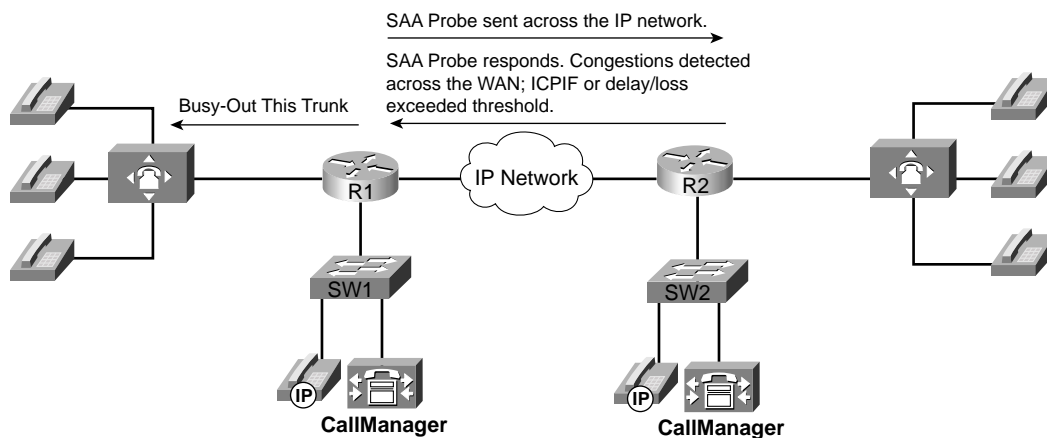 SAA Probe sent across the IP network.
SAA Probe responds. Congestions detected
across the WAN; ICPIF or delay/loss
exceeded threshold.
Busy-Out This Trunk
R1
IP Network
R2
SW1
SW2
IP
IP
CallManager
CallManager